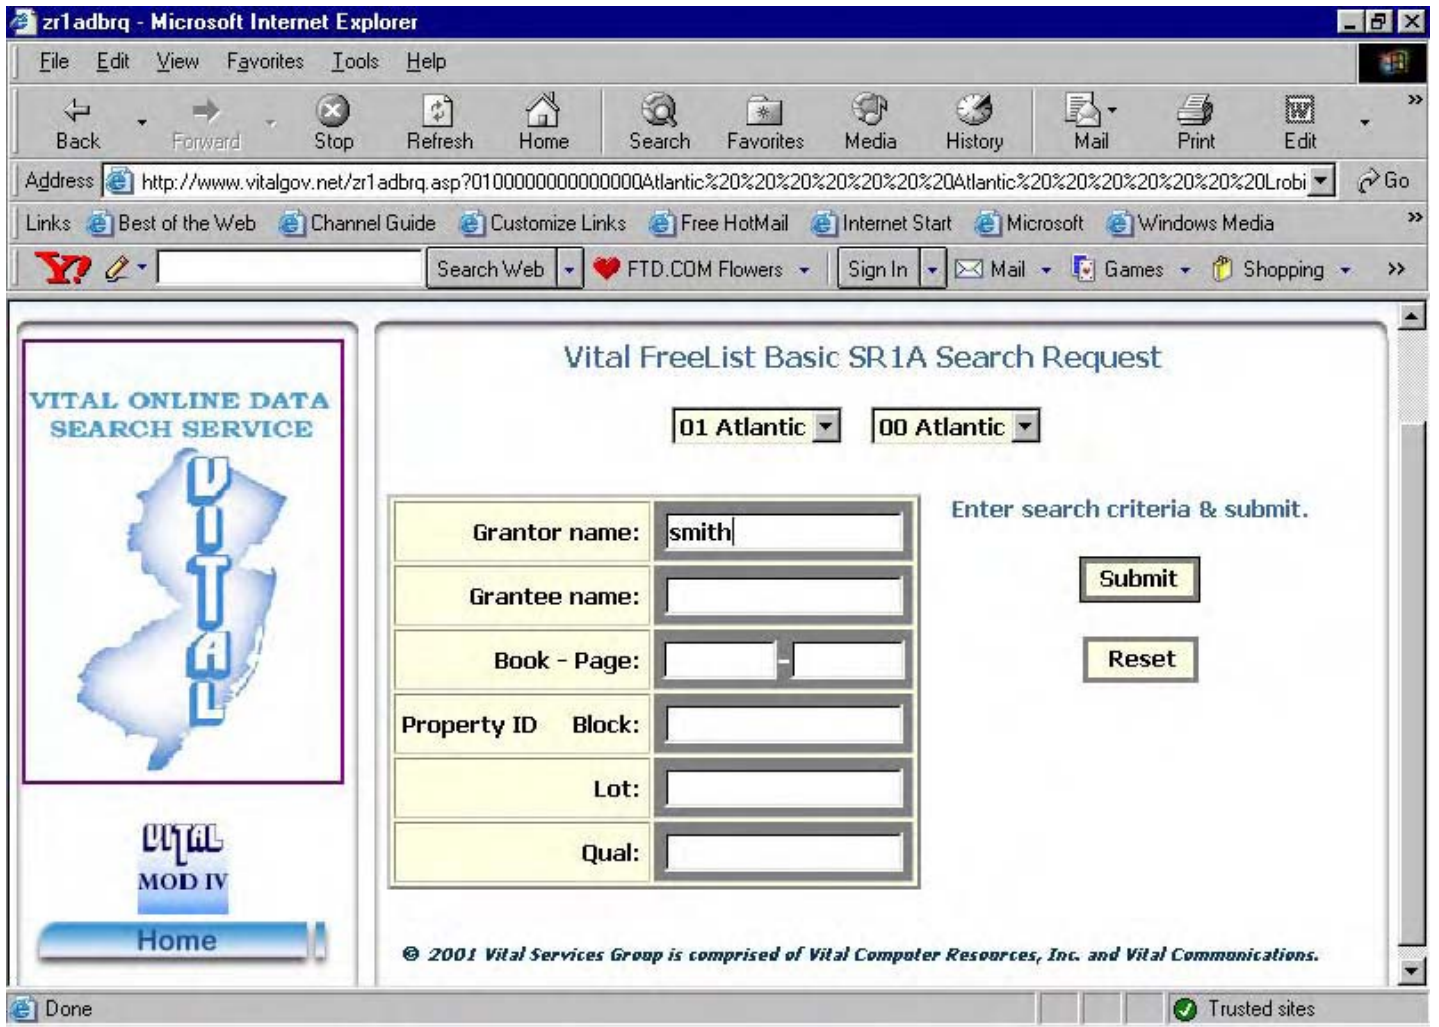 zr1adbrq - Microsoft Internet Explorer
File Edit View Favorites Tools Help
Back Forward Stop Refresh Home Search Favorites Media History Mail Print Edit
Address http://www.vitalgov.net/zr1adbrq.asp?0100000000000000Atlantic%20%20%20%20%20%20%20Atlantic%20%20%20%20%20%20%20Lrobi Go
Links Best of the Web Channel Guide Customize Links Free HotMail Internet Start Microsoft Windows Media
Y! Search Web FTD.COM Flowers Sign In Mail Games Shopping
Vital FreeList Basic SR1A Search Request
VITAL ONLINE DATA
SEARCH SERVICE
VITAL
01 Atlantic 00 Atlantic
Enter search criteria & submit.
Grantor name: smith
Submit
Grantee name:
Book - Page: -
Reset
Property ID Block:
Lot:
Qual:
VITAL
MOD IV
Home
© 2001 Vital Services Group is comprised of Vital Computer Resources, Inc. and Vital Communications.
Done Trusted sites